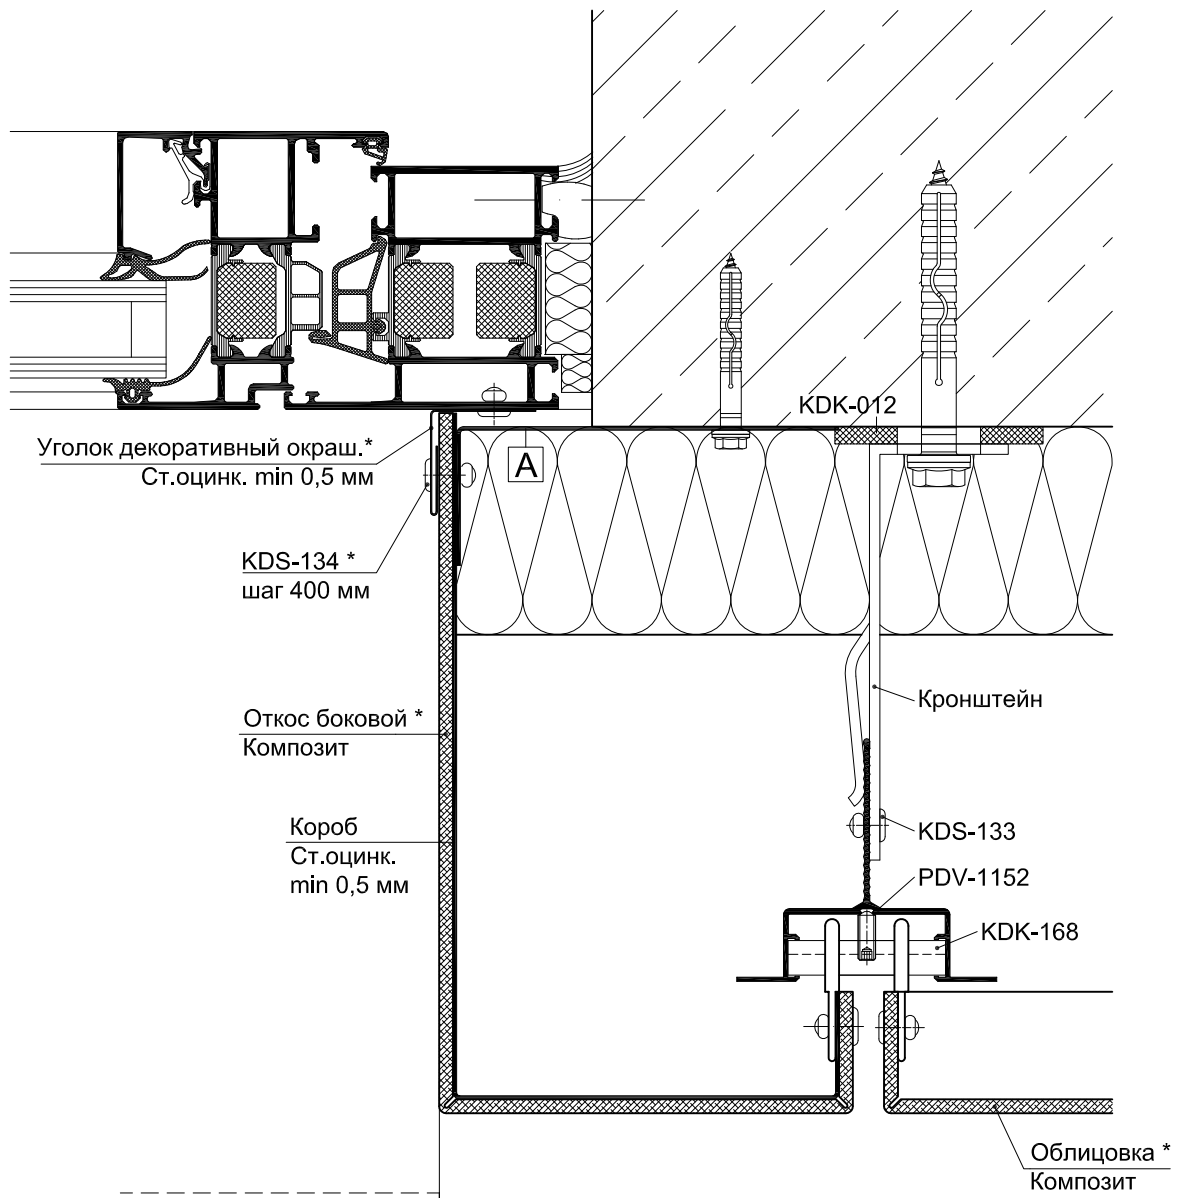 KDK-012
Уголок декоративный окраш.*
Ст.оцинк. min 0,5 мм
А
KDS-134 *
шаг 400 мм
Кронштейн
Откос боковой *
Композит
Короб
Ст.оцинк.
min 0,5 мм
KDS-133
PDV-1152
KDK-168
Облицовка *
Композит